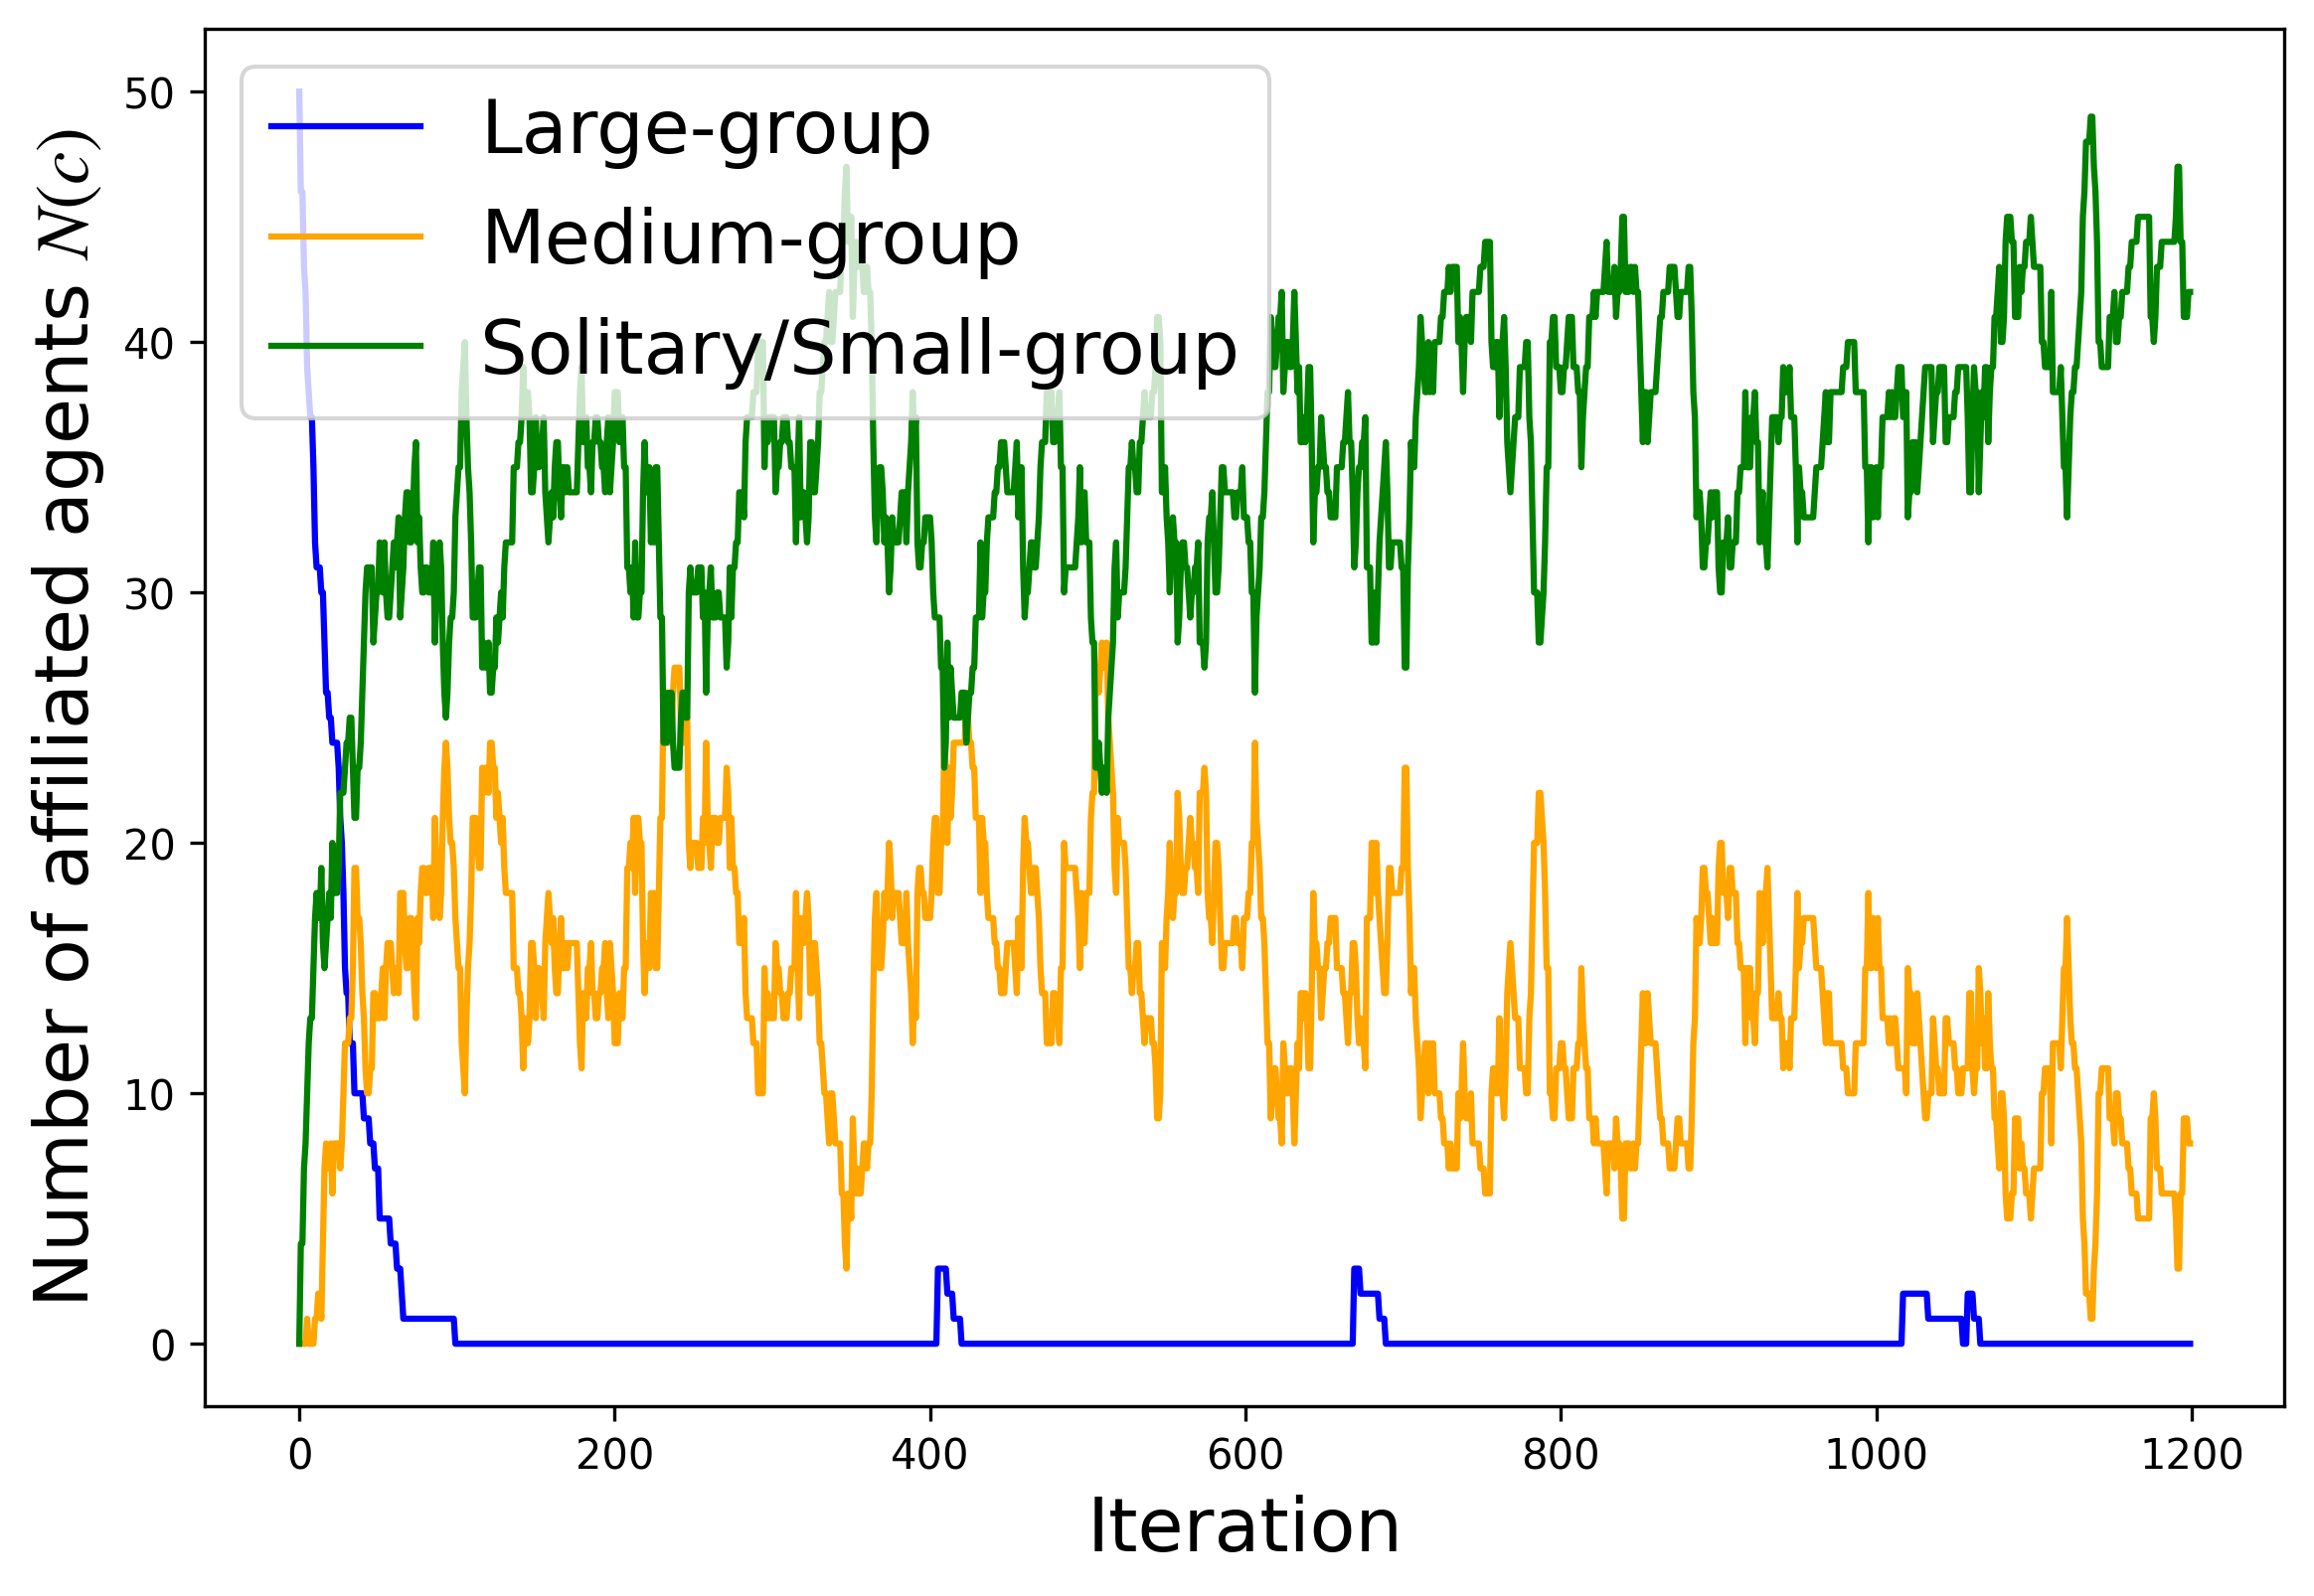 Large-group
Medium-group
Solitary/Small-group
Number of affiliated agents N(c)
50
40
30
20
10
0
0 200 400 600 800 1000 1200
Iteration